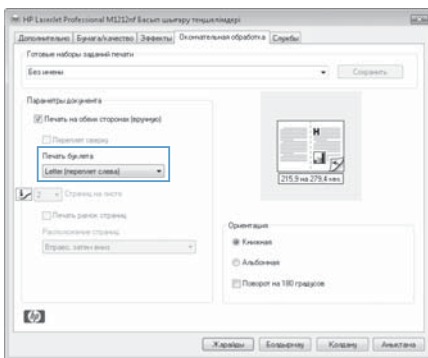 HP LaserJet Professional M1212nf Басып шығару теңшелімдері
Дополнительно Бумага/качество Эффекты Окончательная обработка Службы
Готовые наборы заданий печати
Без имени
Сохранить
Параметры документа
Печать на обеих сторонах (вручную)
Переплет сверху
Печать буклета
Letter (переплет слева)
2 Страниц на листе
Печать рамок страниц
Расположение страниц
Вправо, затем вниз
215,9 на 279,4 мм
Ориентация
Книжная
Альбомная
Поворот на 180 градусов
Жарайды Болдырмау Қолдану Анықтама